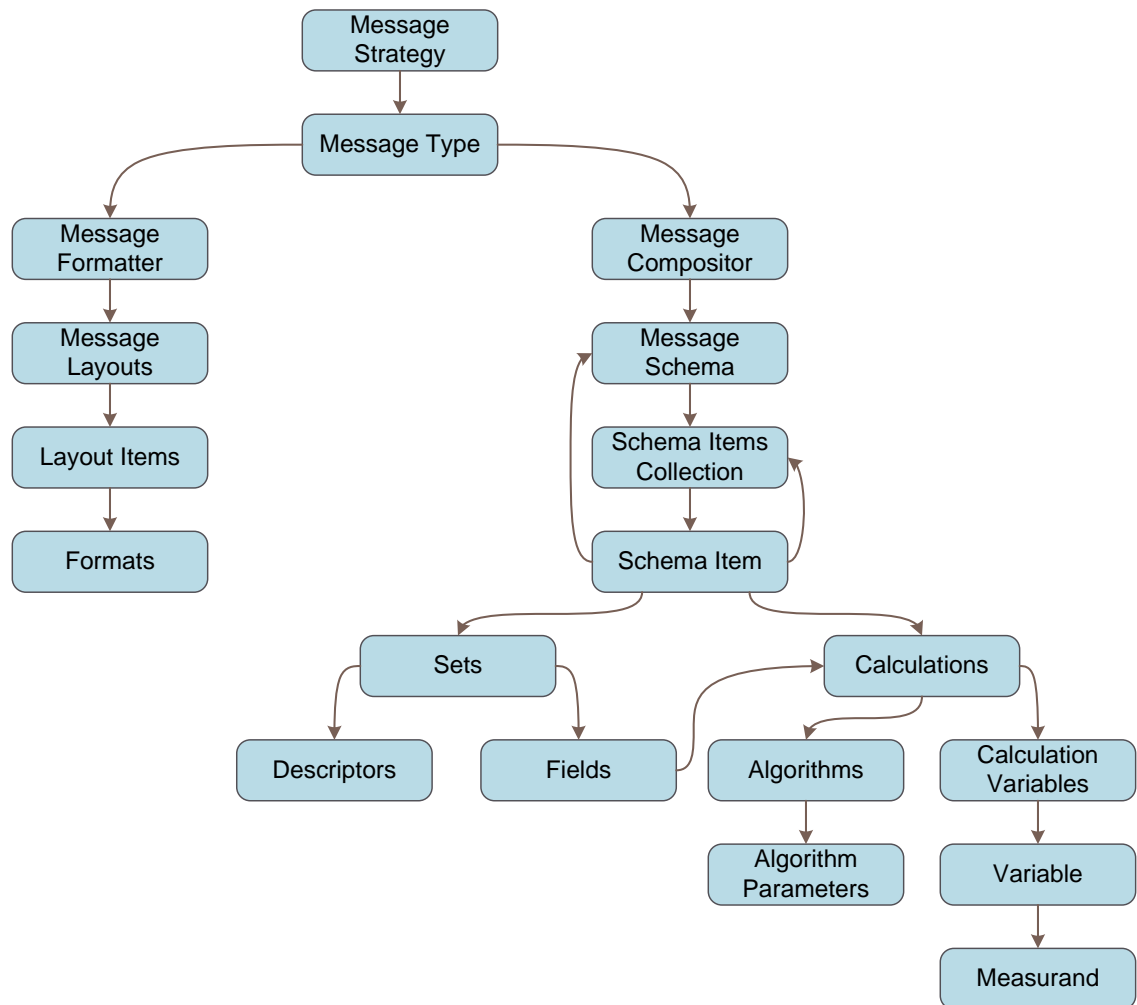 Message
Strategy
Message Type
Message
Formatter
Message
Compositor
Message
Layouts
Message
Schema
Layout Items
Schema Items
Collection
Formats
Schema Item
Sets
Calculations
Descriptors
Fields
Algorithms
Calculation
Variables
Algorithm
Parameters
Variable
Measurand